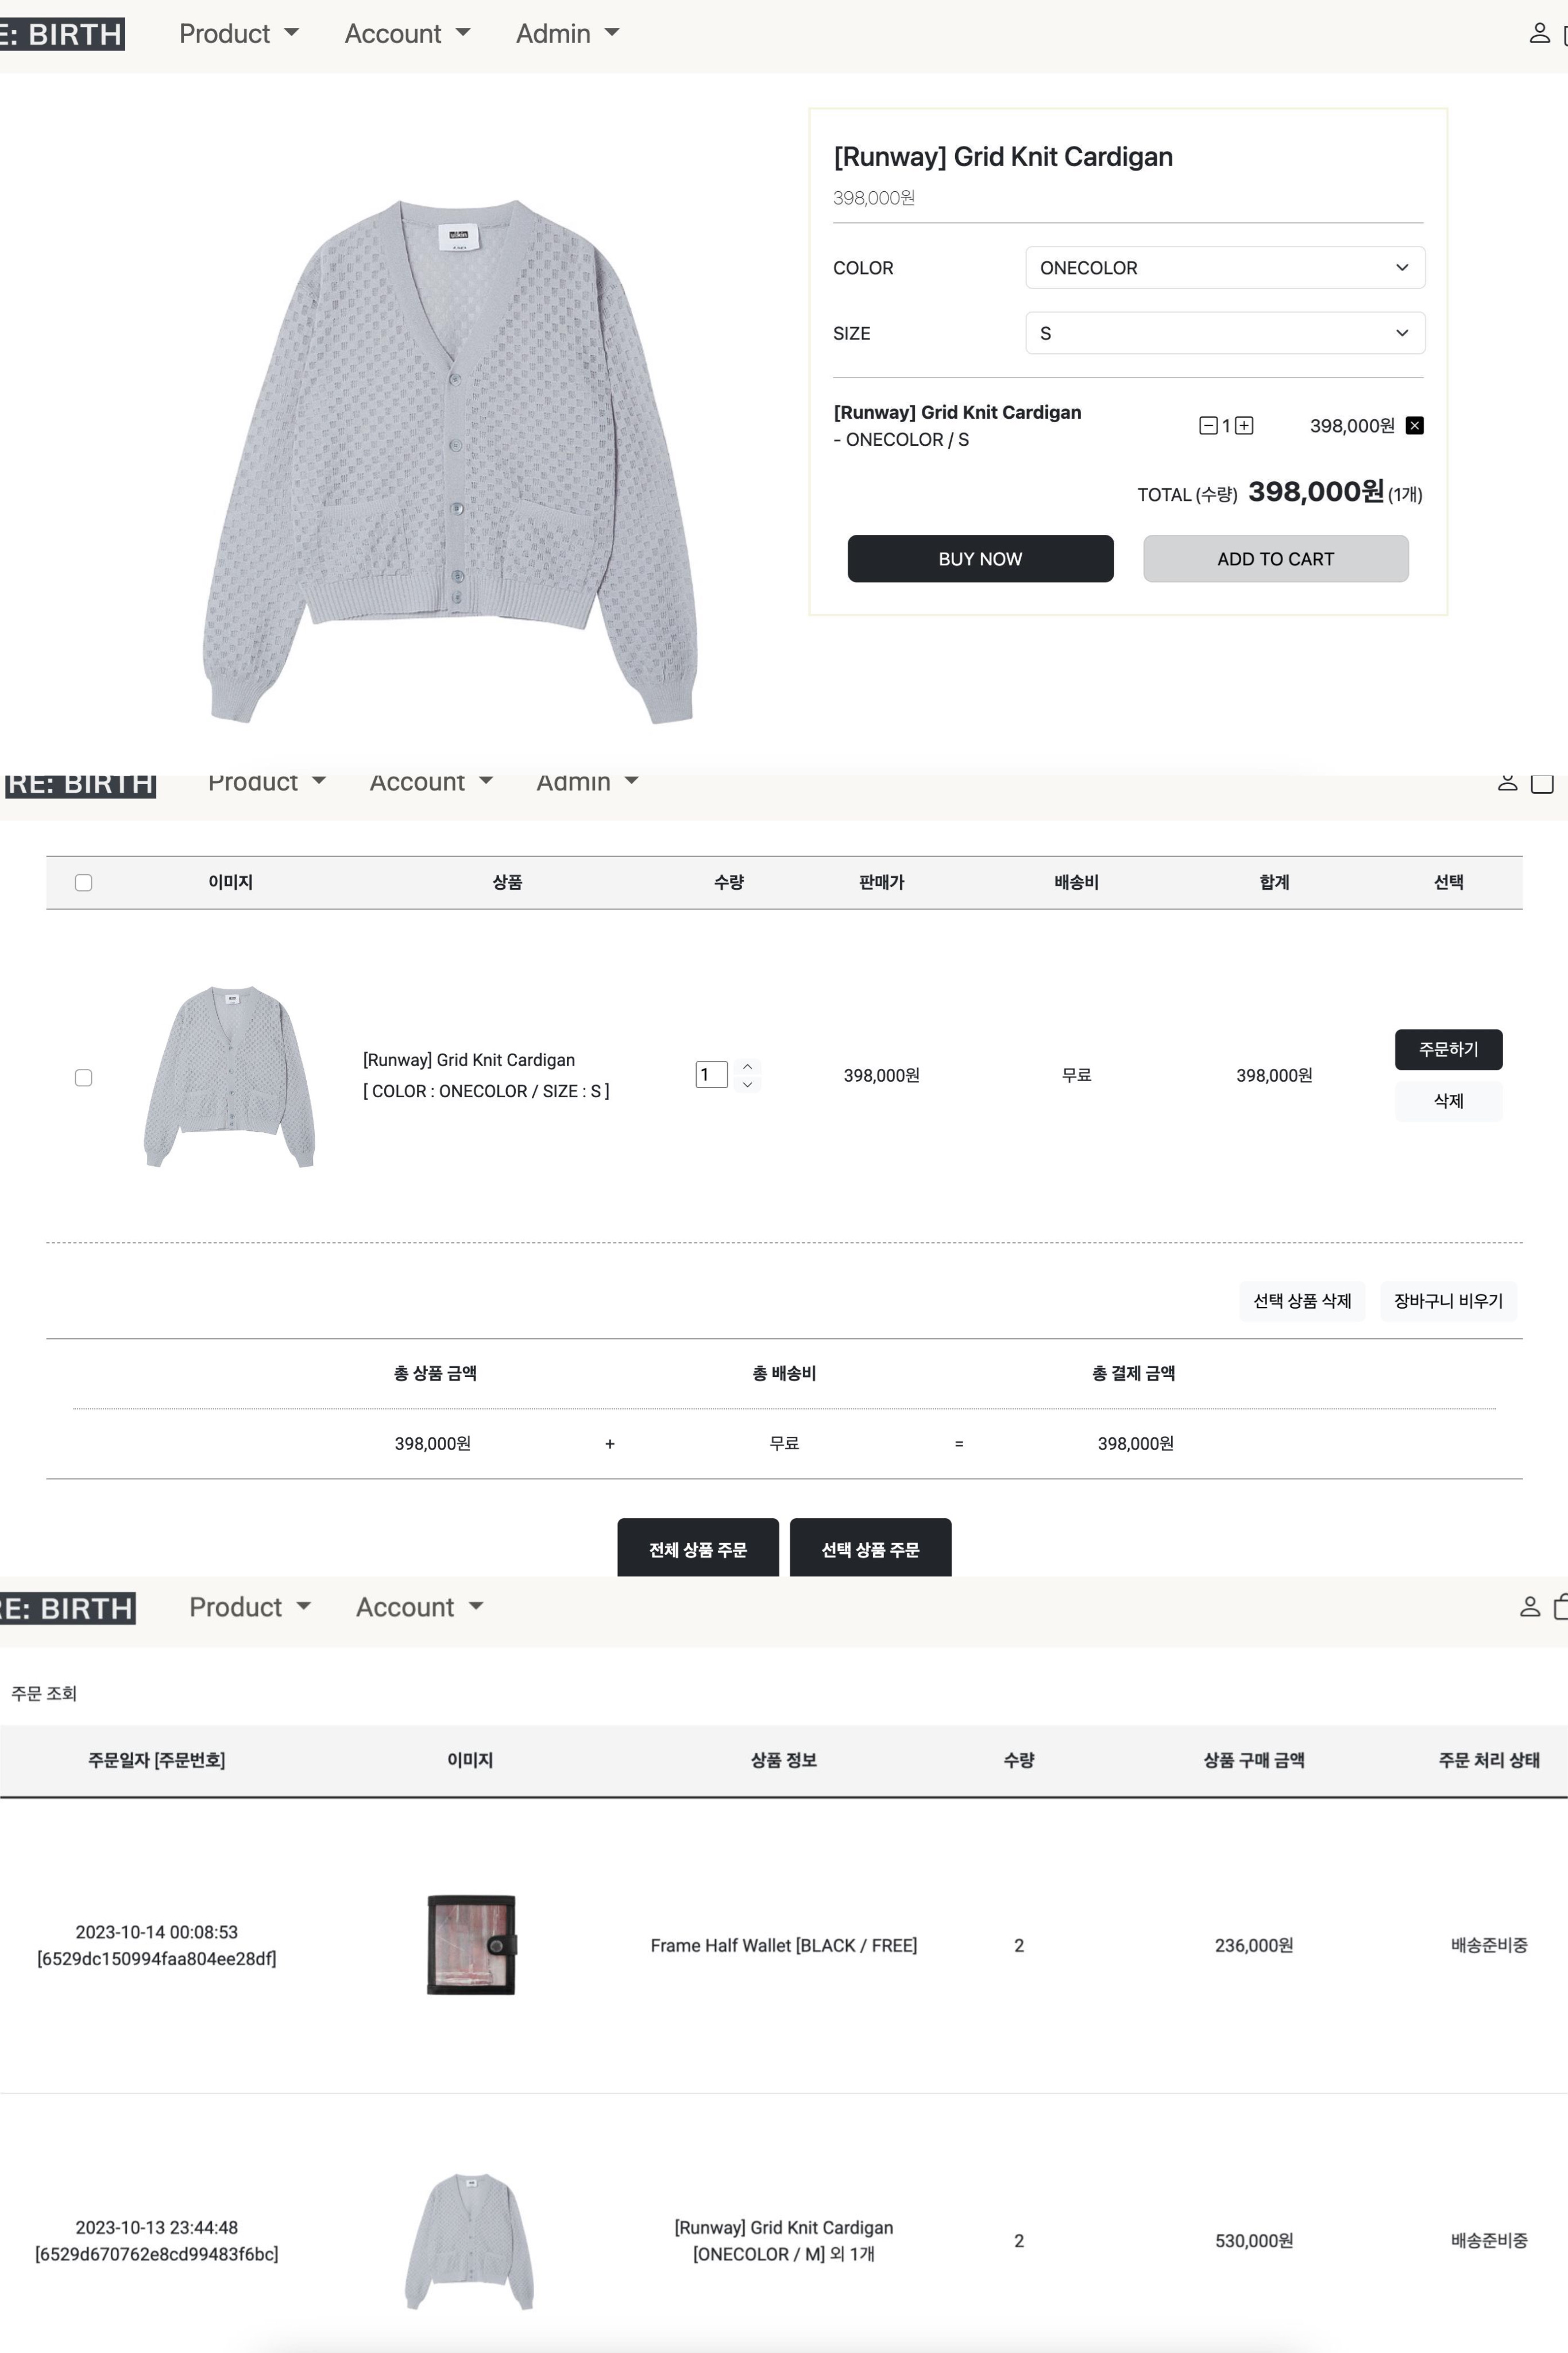 E: BIRTH Product Account Admin
[Runway] Grid Knit Cardigan
398,000원
COLOR ONECOLOR
SIZE S
[Runway] Grid Knit Cardigan
- ONECOLOR / S
1 398,000원
TOTAL (수량) 398,000원 (1개)
BUY NOW ADD TO CART
RE: BIRTH Product Account Admin
이미지 상품 수량 판매가 배송비 합계 선택
[Runway] Grid Knit Cardigan
[ COLOR : ONECOLOR / SIZE : S ]
1 398,000원 무료 398,000원
주문하기
삭제
선택 상품 삭제 장바구니 비우기
총 상품 금액 총 배송비 총 결제 금액
398,000원 + 무료 = 398,000원
전체 상품 주문 선택 상품 주문
RE: BIRTH Product Account
주문 조회
주문일자 [주문번호] 이미지 상품 정보 수량 상품 구매 금액 주문 처리 상태
2023-10-14 00:08:53
[6529dc150994faa804ee28df]
Frame Half Wallet [BLACK / FREE] 2 236,000원 배송준비중
2023-10-13 23:44:48
[6529d670762e8cd99483f6bc]
[Runway] Grid Knit Cardigan
[ONECOLOR / M] 외 1개
2 530,000원 배송준비중